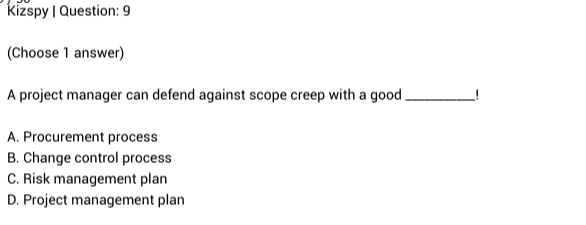 Kizspy | Question: 9
(Choose 1 answer)
A project manager can defend against scope creep with a good __________!
A. Procurement process
B. Change control process
C. Risk management plan
D. Project management plan